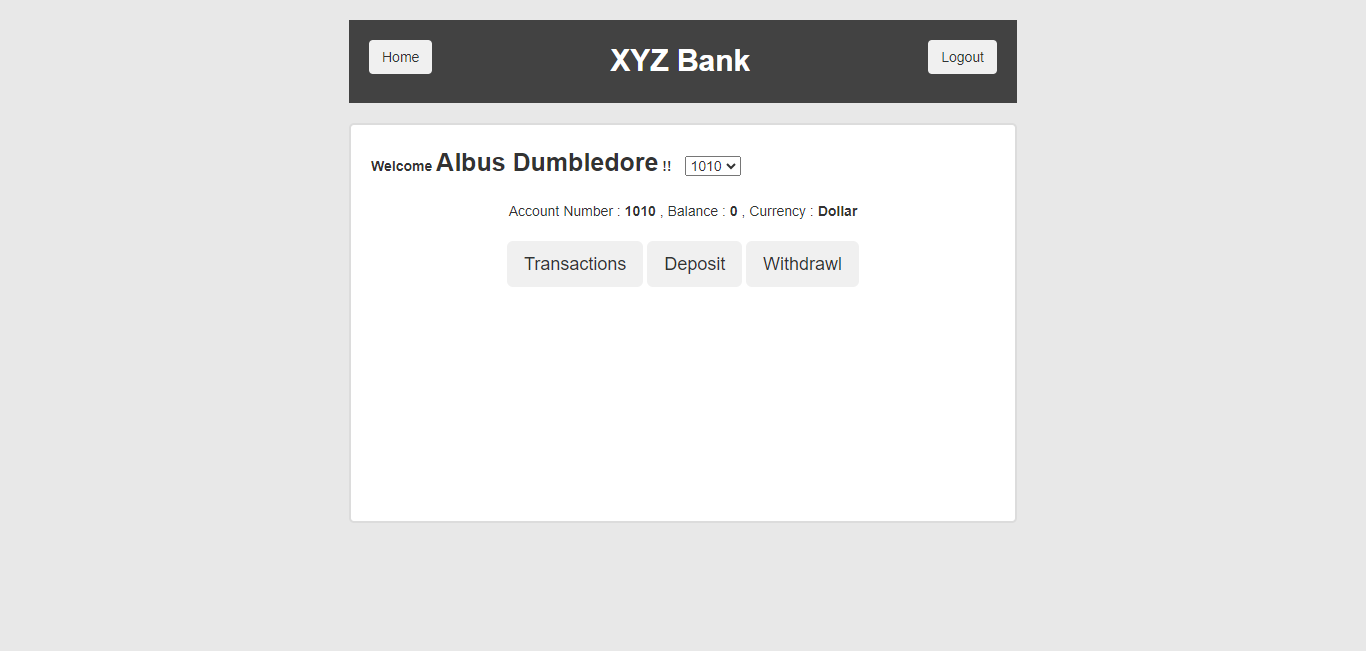 Home XYZ Bank Logout
Welcome Albus Dumbledore !! 1010
Account Number : 1010 , Balance : 0 , Currency : Dollar
Transactions Deposit Withdrawl